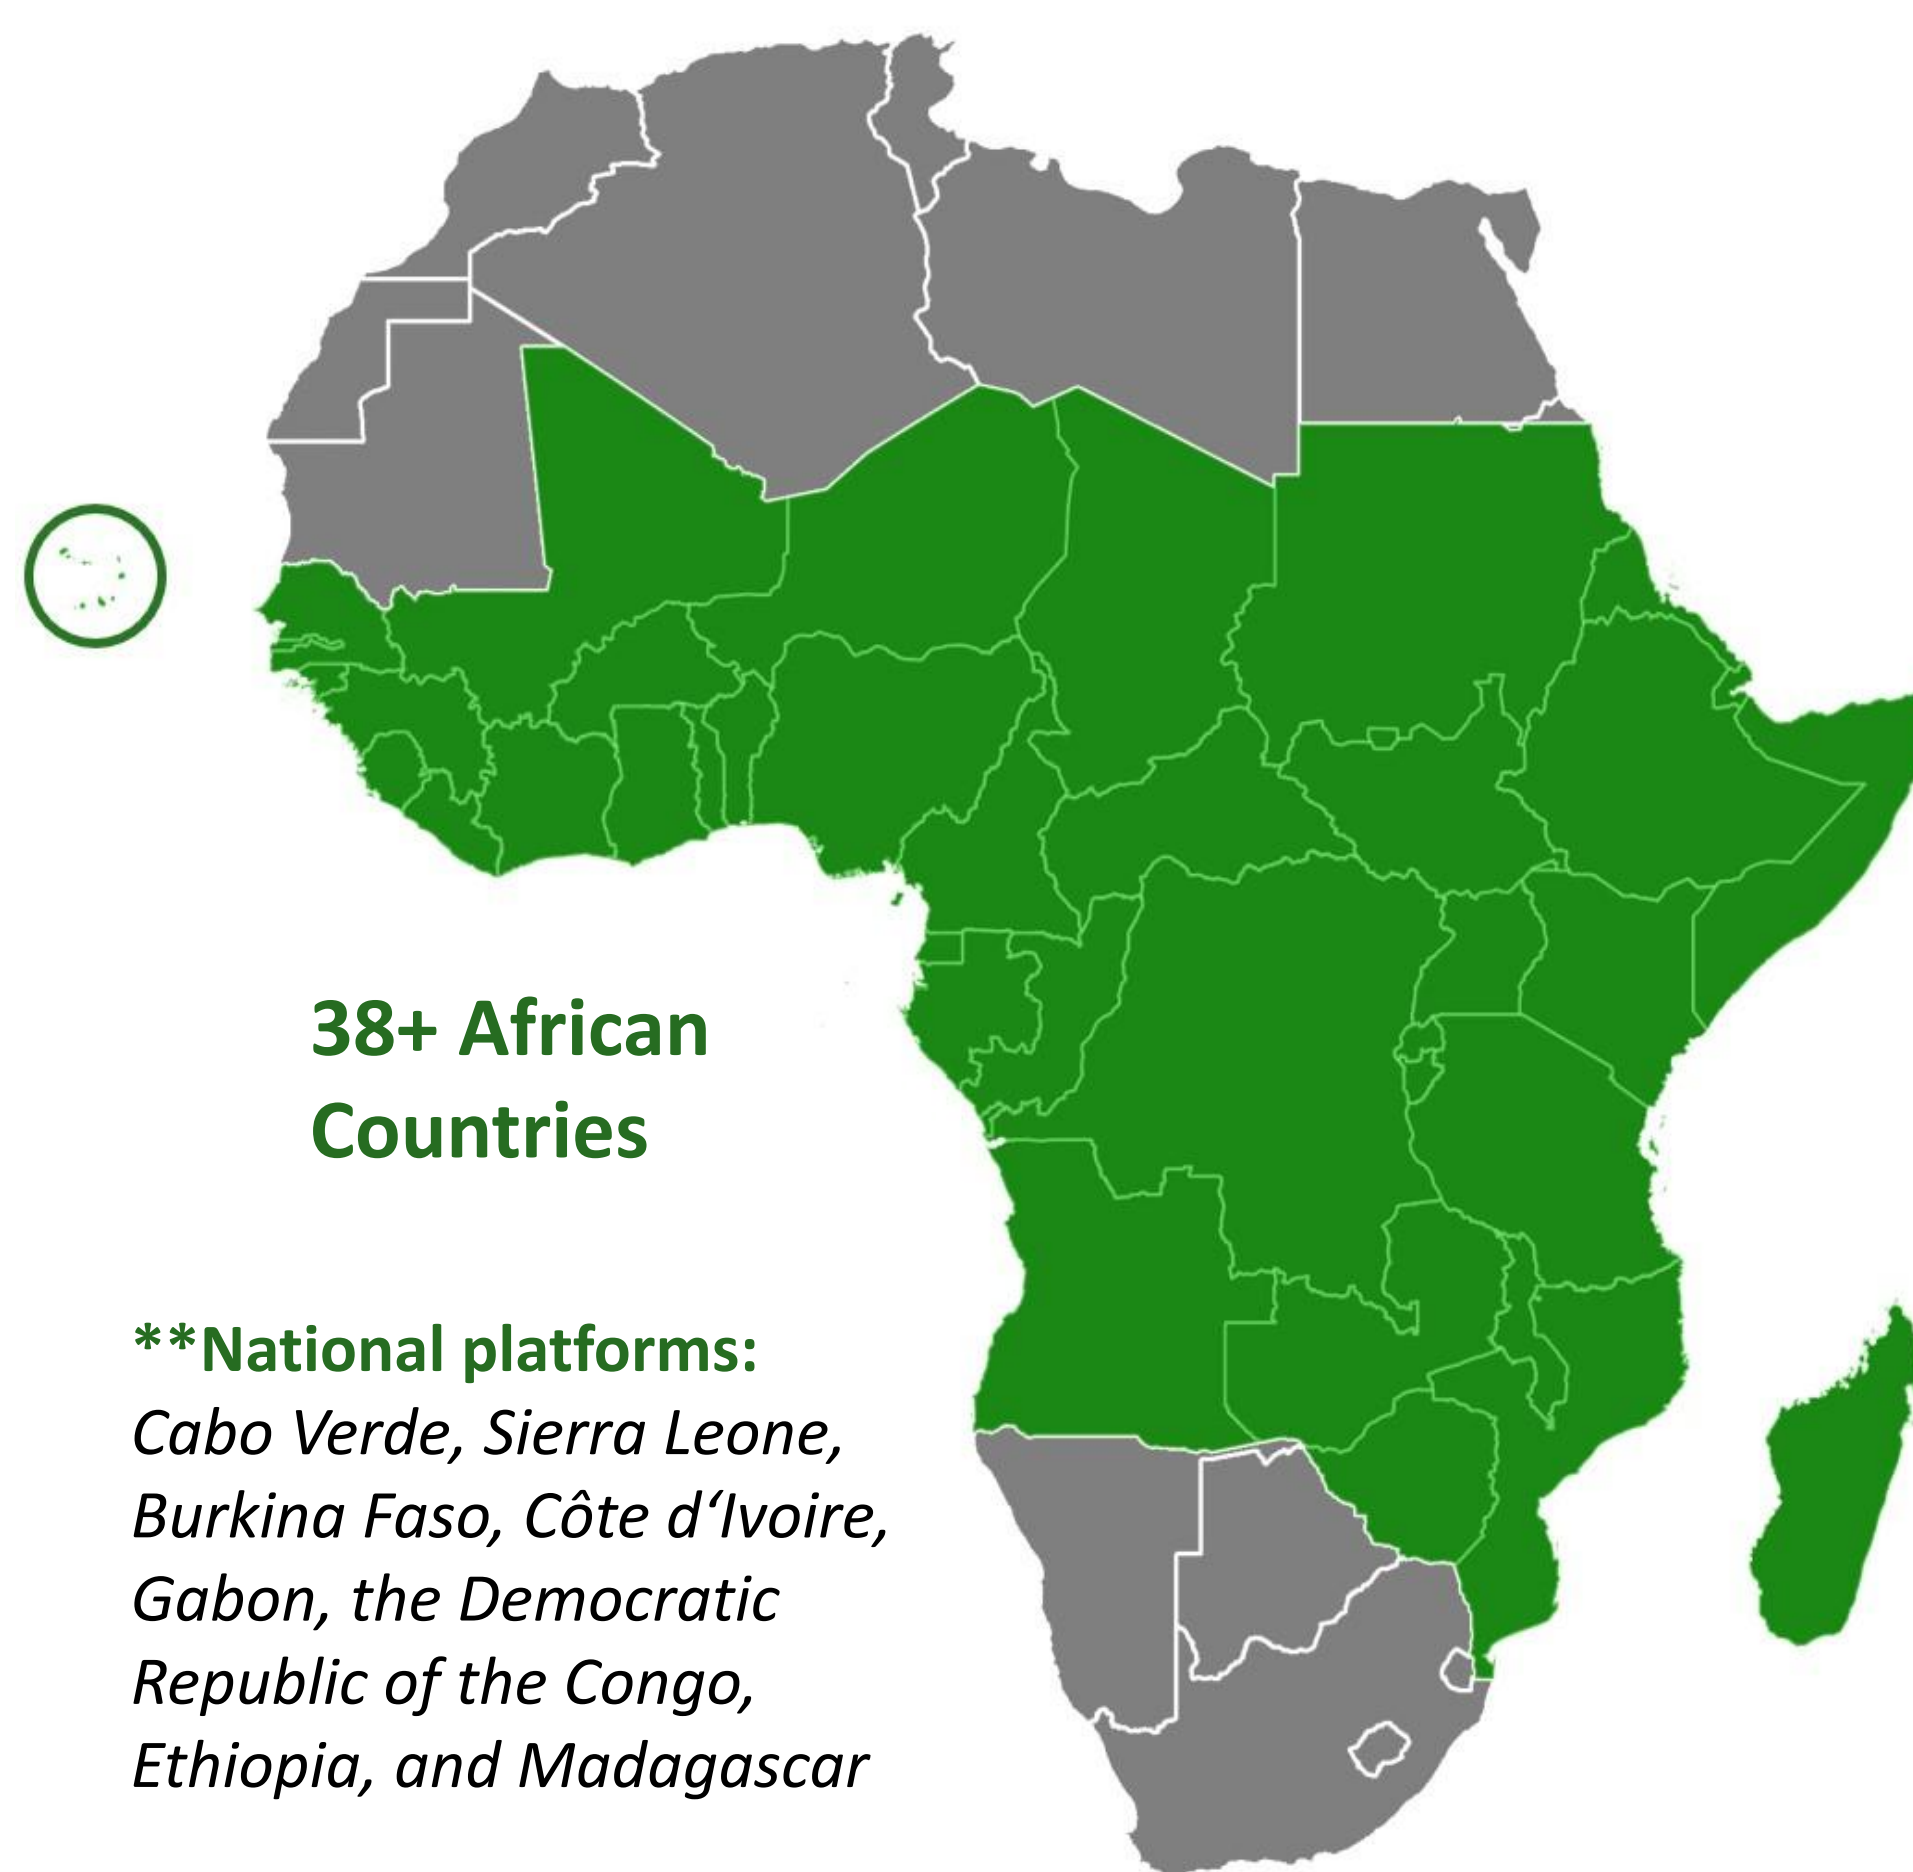 38+ African
Countries
**National platforms:
Cabo Verde, Sierra Leone,
Burkina Faso, Côte d‘Ivoire,
Gabon, the Democratic
Republic of the Congo,
Ethiopia, and Madagascar